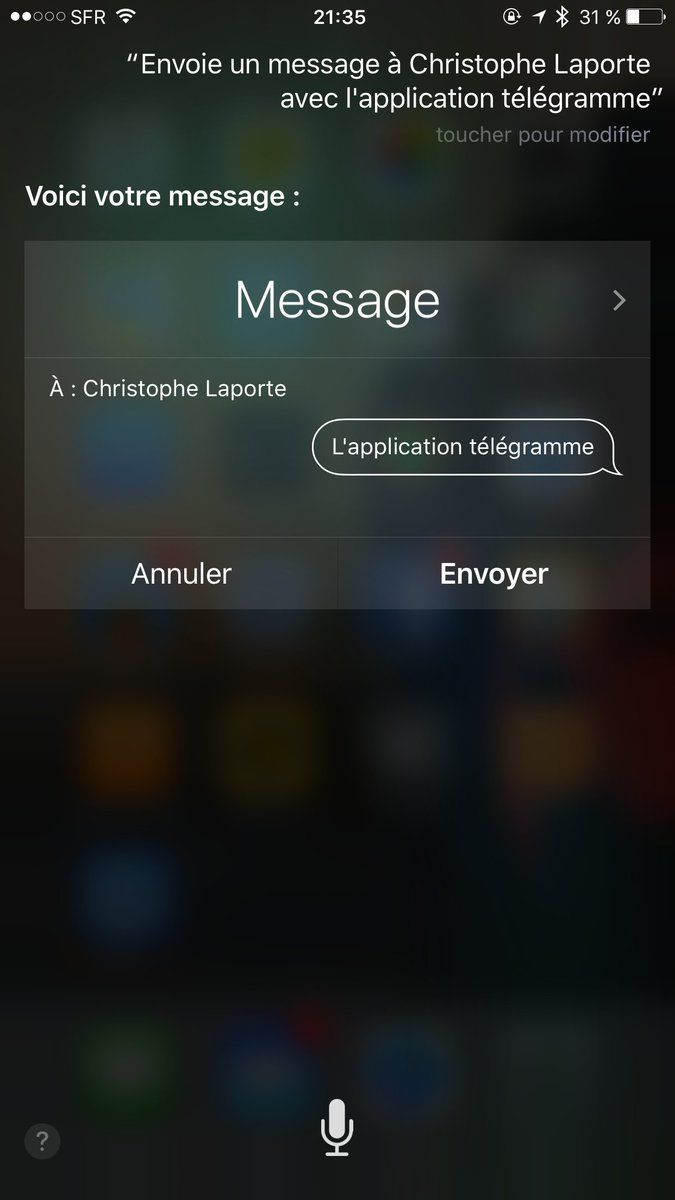 SFR 21:35 31 %
“Envoie un message à Christophe Laporte
avec l'application télégramme”
toucher pour modifier
Voici votre message :
Message
À : Christophe Laporte
L'application télégramme
Annuler
Envoyer
?